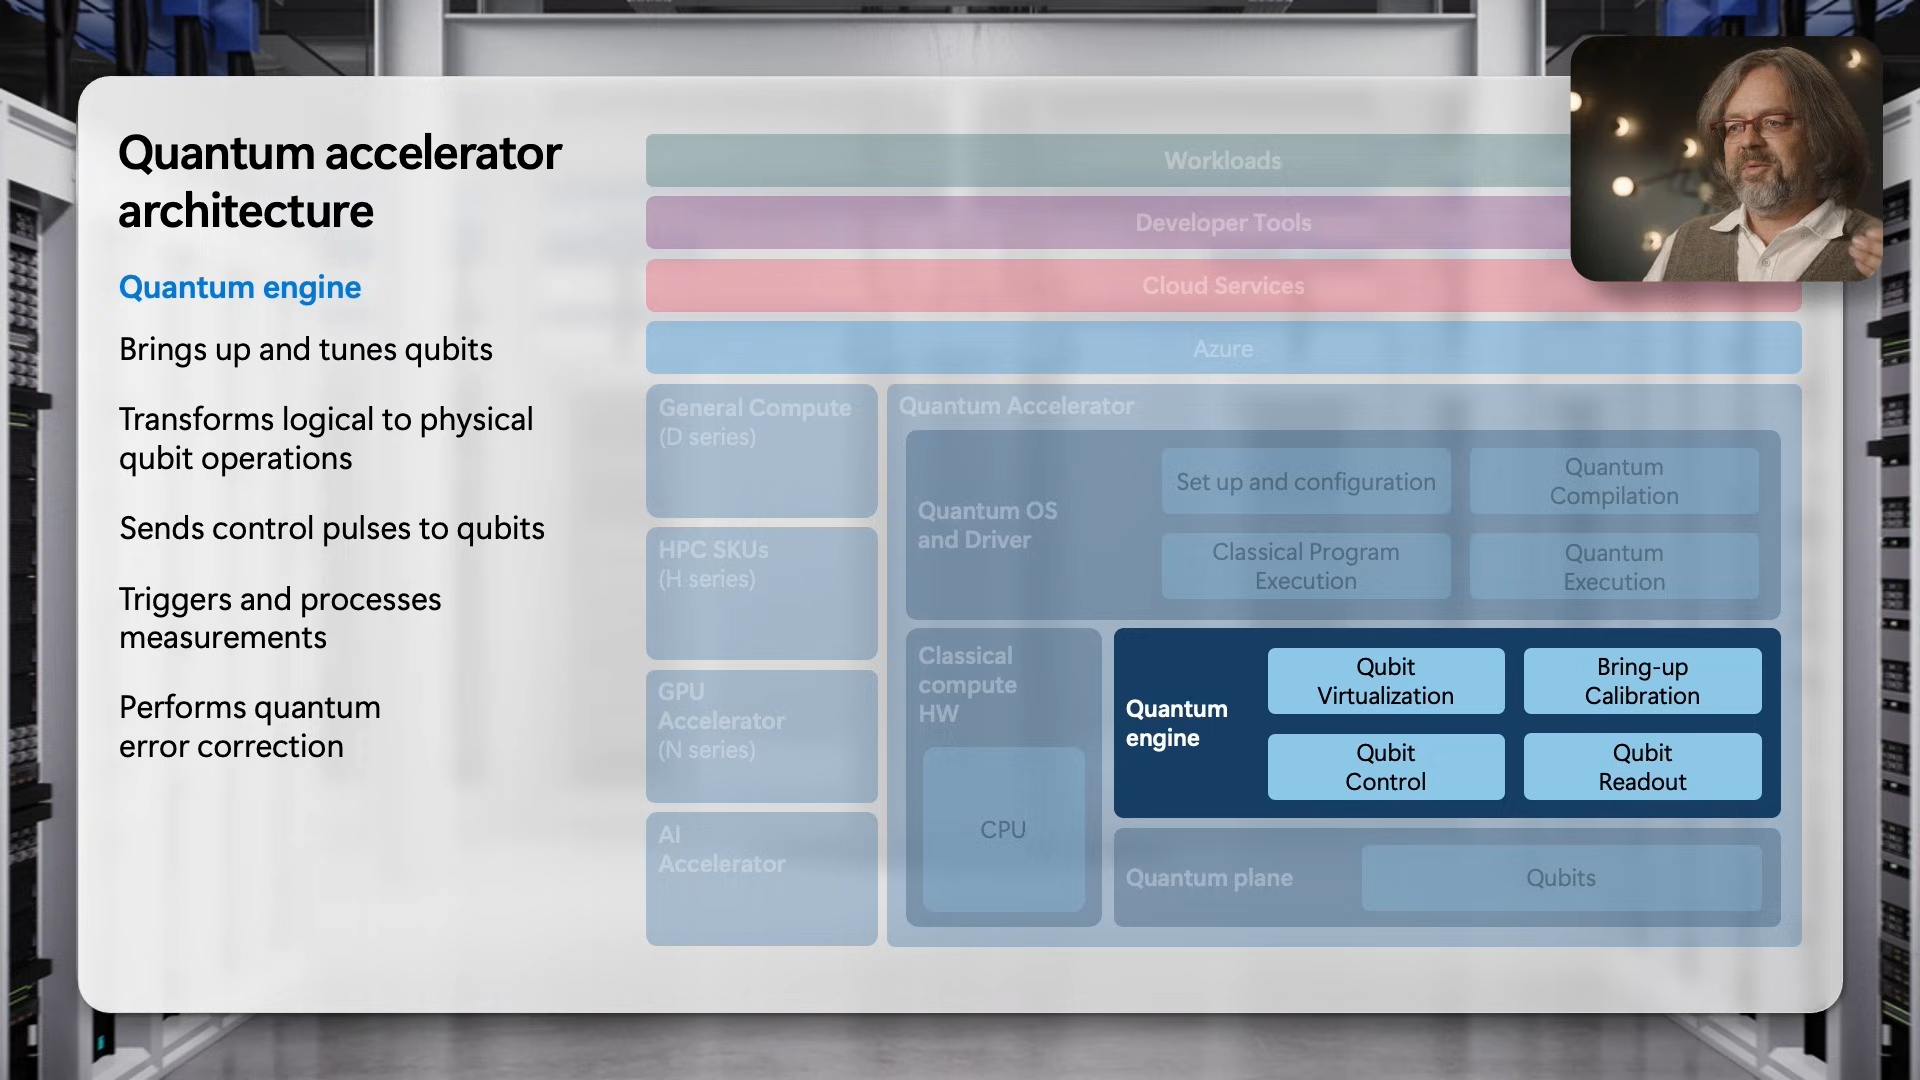 Quantum accelerator
architecture
Quantum engine
Brings up and tunes qubits
Transforms logical to physical
qubit operations
Sends control pulses to qubits
Triggers and processes
measurements
Performs quantum
error correction
Workloads
Developer Tools
Cloud Services
Azure
General Compute
(D series)
HPC SKUs
(H series)
GPU
Accelerator
(N series)
AI
Accelerator
Quantum Accelerator
Quantum OS
and Driver
Set up and configuration
Quantum
Compilation
Classical Program
Execution
Quantum
Execution
Classical
compute
HW
CPU
Quantum
engine
Qubit
Virtualization
Bring-up
Calibration
Qubit
Control
Qubit
Readout
Quantum plane
Qubits